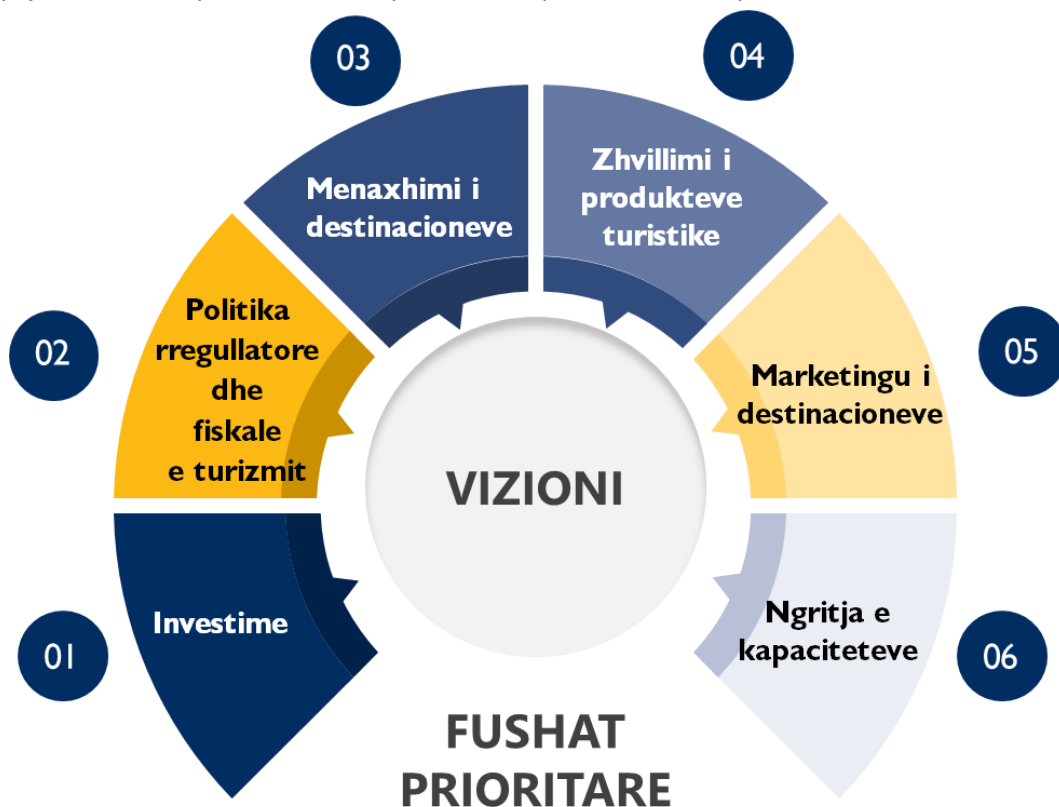 01
Investime
02
Politika
rregullatore
dhe
fiskale
e turizmit
03
Menaxhimi i
destinacioneve
04
Zhvillimi i
produkteve
turistike
05
Marketingu i
destinacioneve
06
Ngritja e
kapaciteteve
VIZIONI
FUSHAT
PRIORITARE